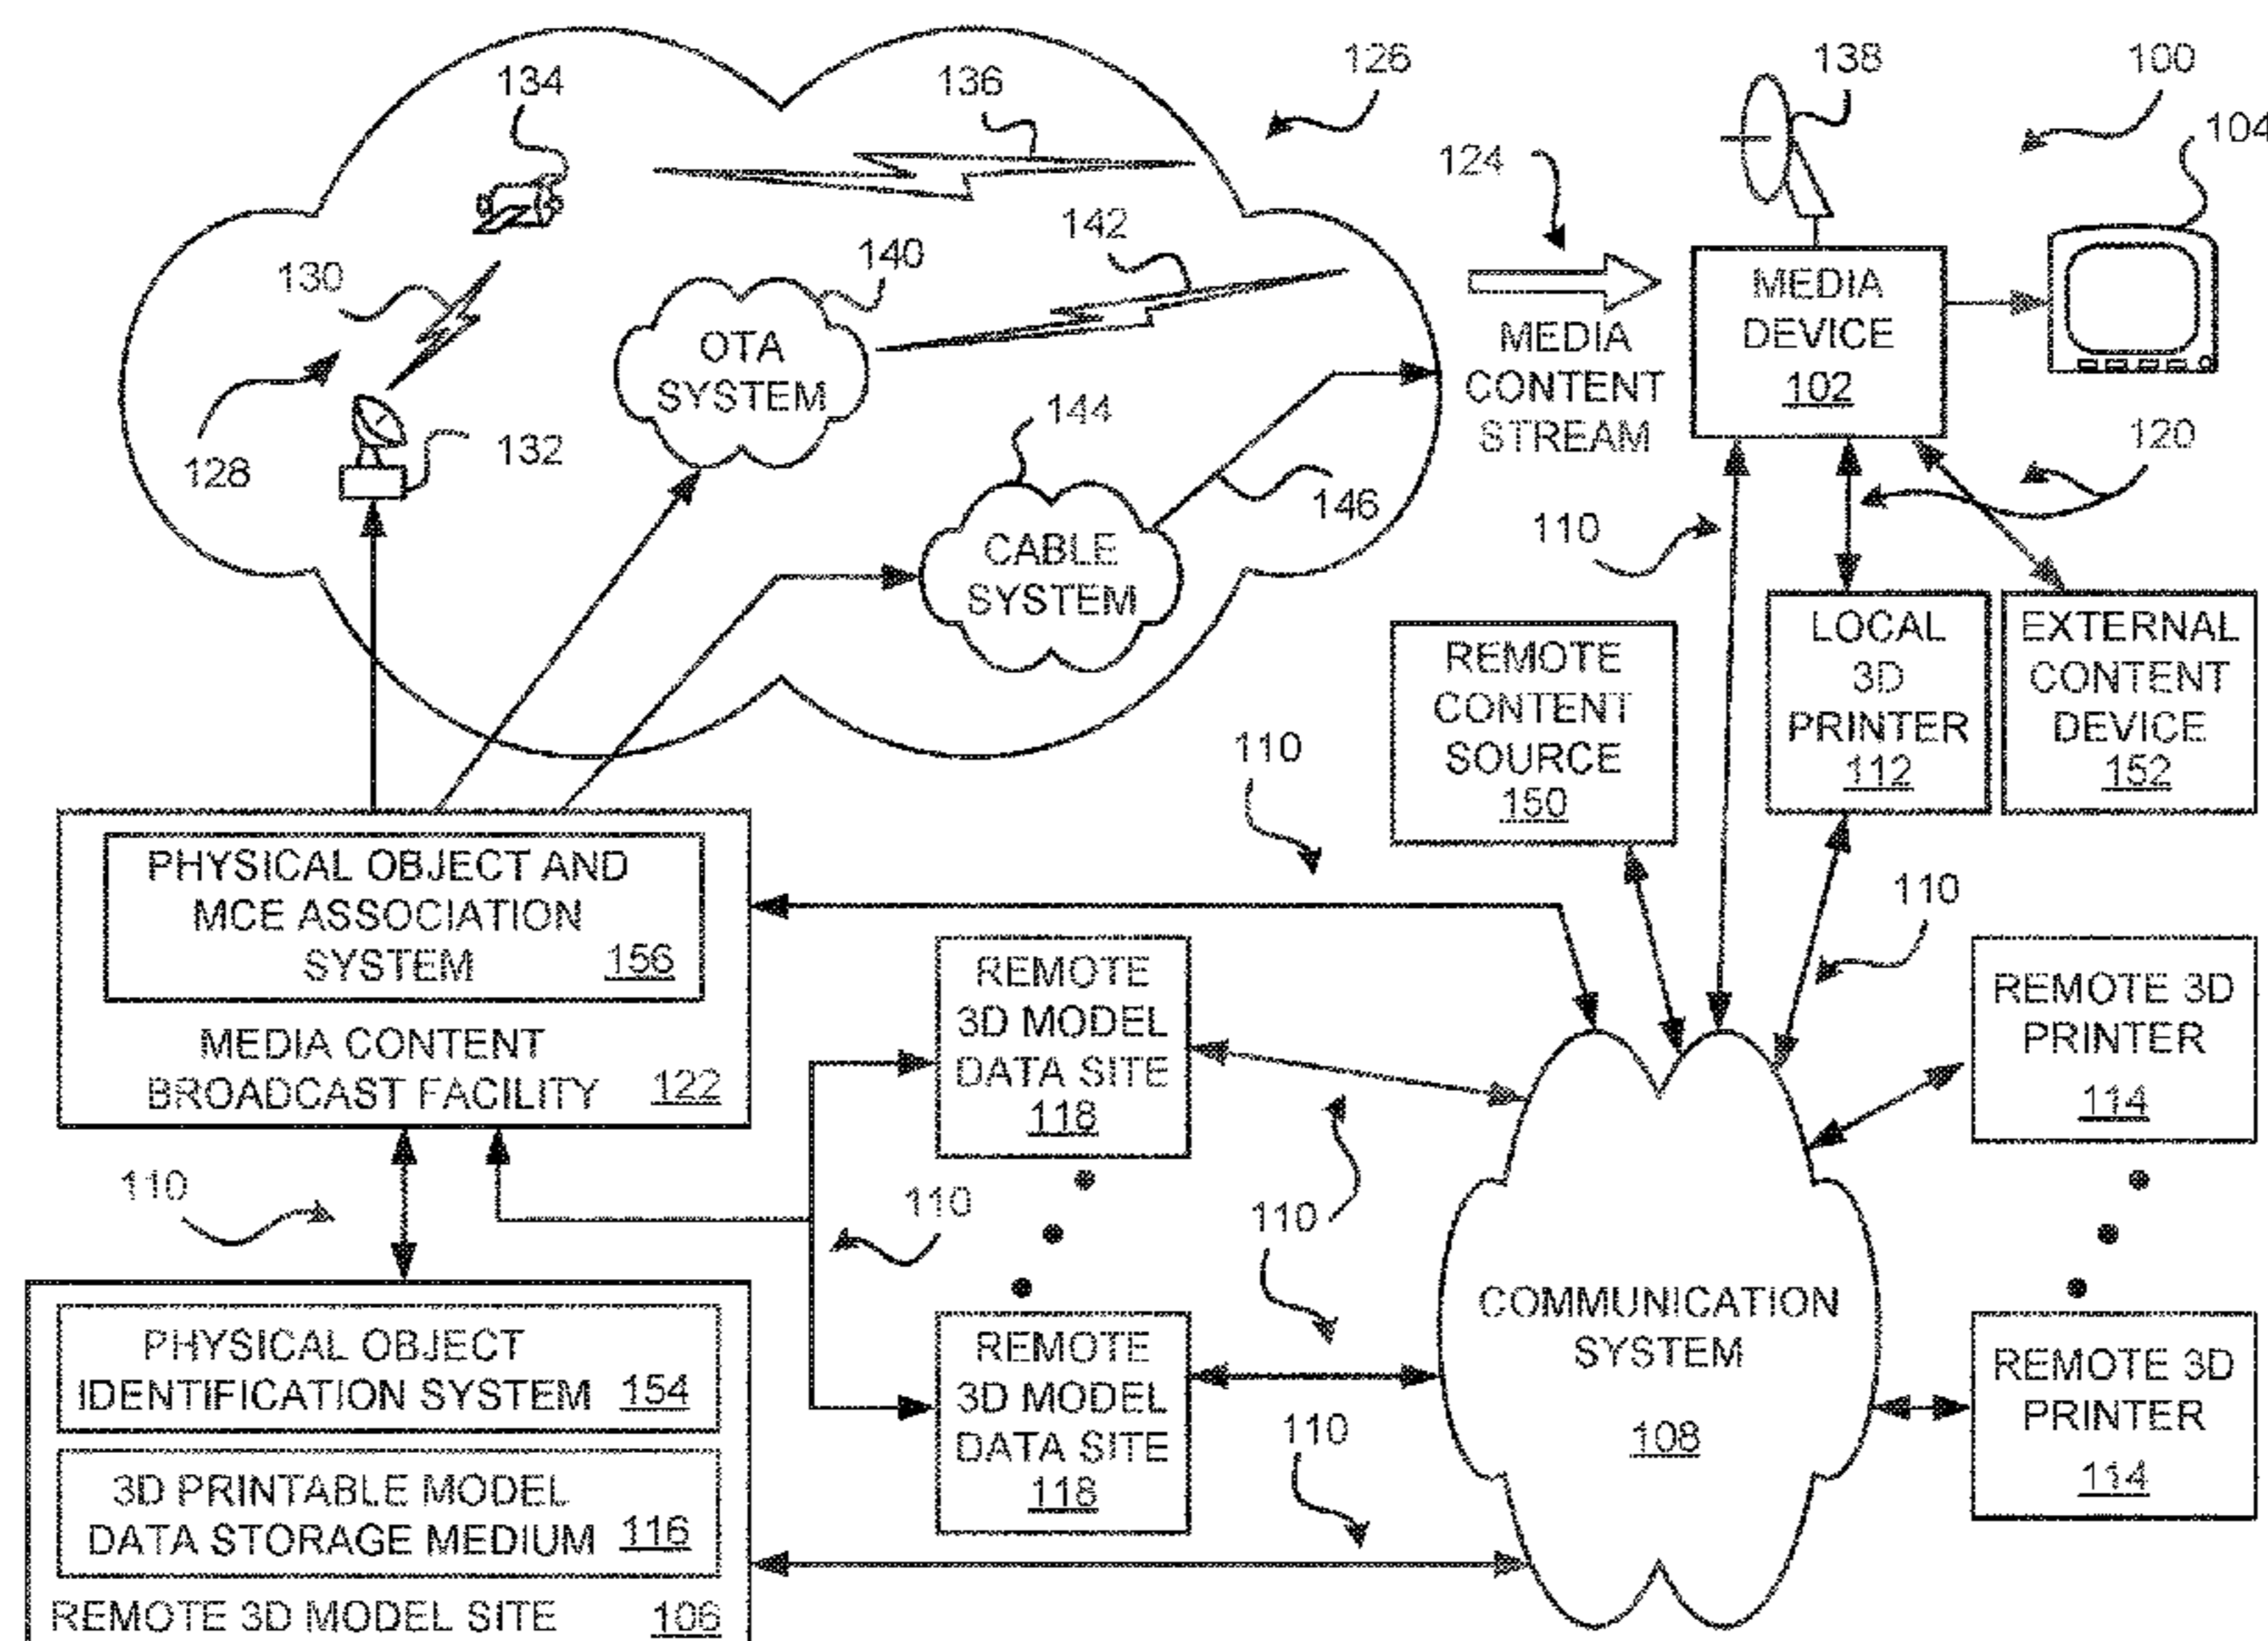 134
136
126
138
100
104
124
130
140
142
OTA
SYSTEM
MEDIA
CONTENT
STREAM
MEDIA
DEVICE
102
128
132
144
146
120
110
CABLE
SYSTEM
REMOTE
CONTENT
SOURCE
150
LOCAL
3D
PRINTER
112
EXTERNAL
CONTENT
DEVICE
152
110
PHYSICAL OBJECT AND
MCE ASSOCIATION
SYSTEM 156
MEDIA CONTENT
BROADCAST FACILITY 122
110
REMOTE
3D MODEL
DATA SITE
118
REMOTE 3D
PRINTER
114
110
110
110
PHYSICAL OBJECT
IDENTIFICATION SYSTEM 154
3D PRINTABLE MODEL
DATA STORAGE MEDIUM 116
REMOTE 3D MODEL SITE 106
REMOTE
3D MODEL
DATA SITE
118
110
COMMUNICATION
SYSTEM
108
REMOTE 3D
PRINTER
114